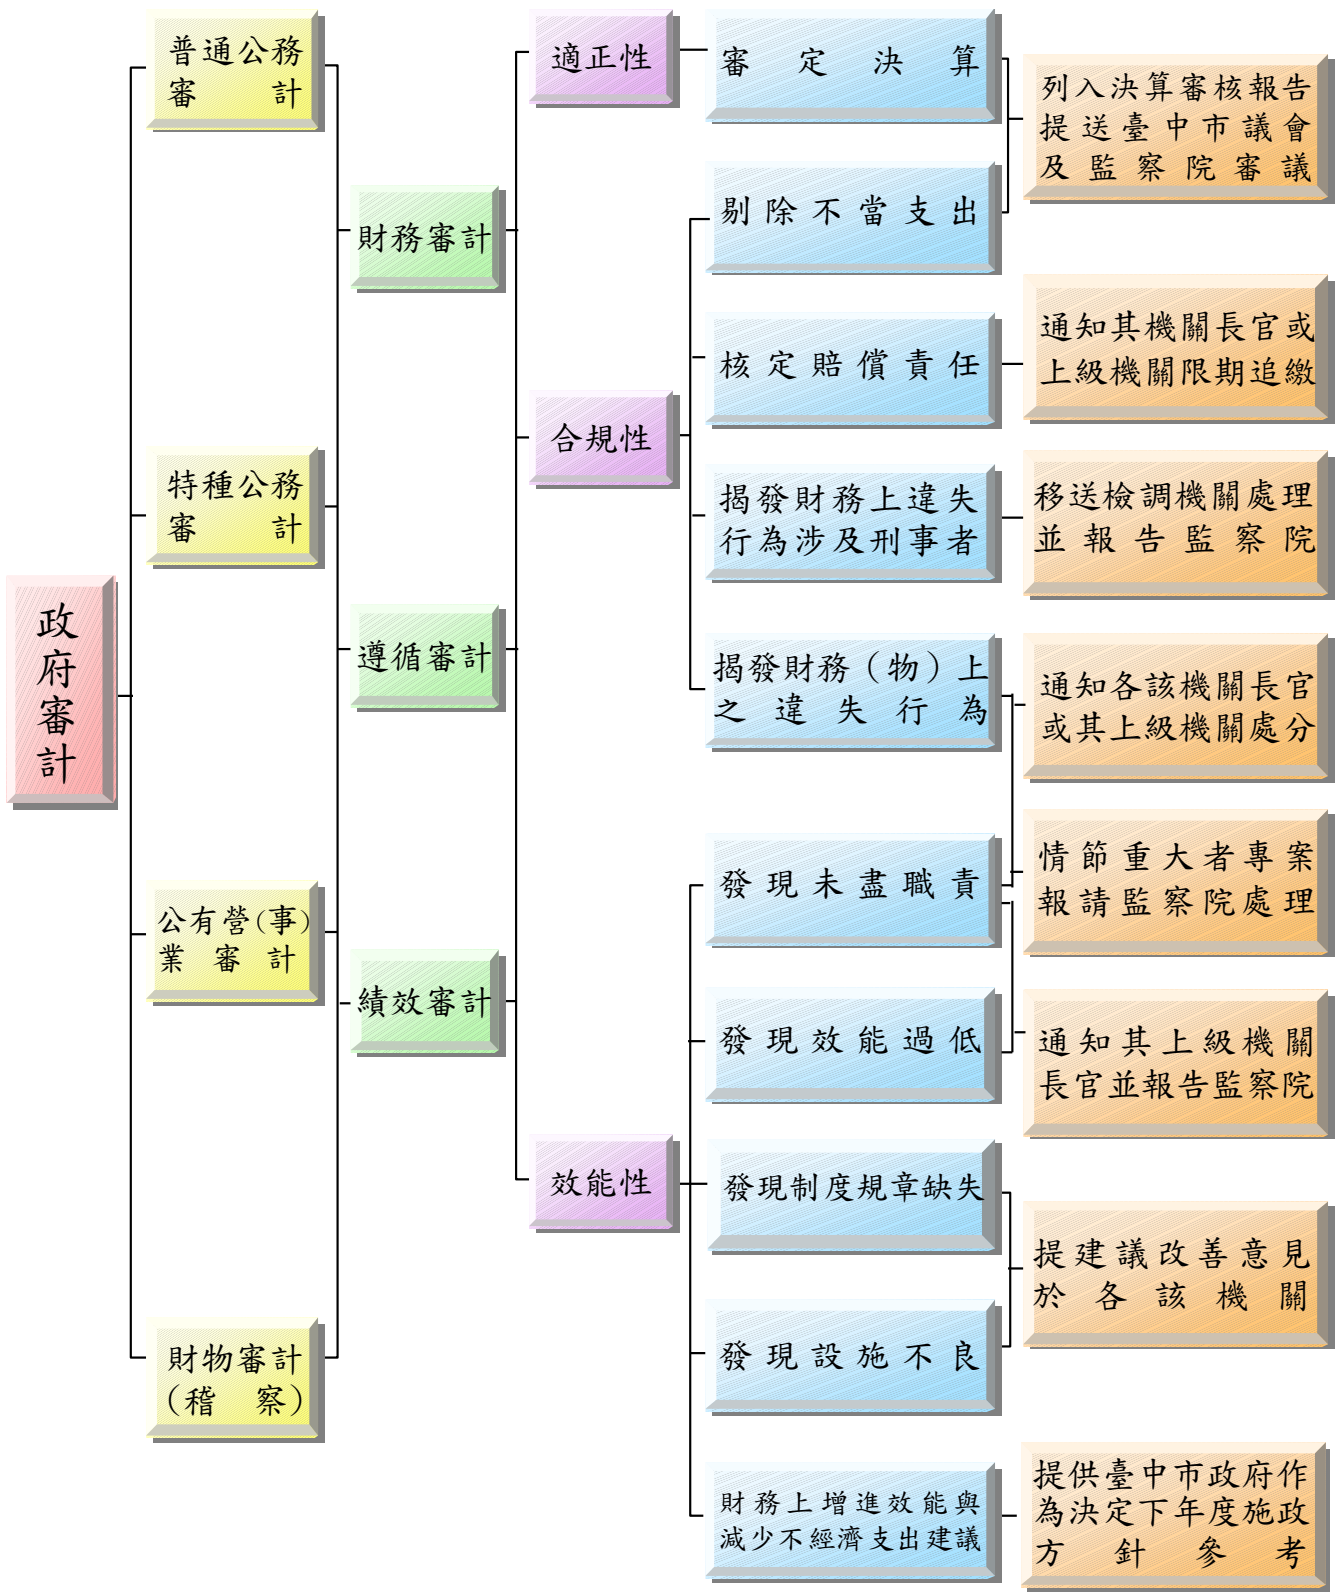 政府審計
普通公務
審計
特種公務
審計
公有營(事)
業審計
財物審計
(稽察)
財務審計
遵循審計
績效審計
適正性
合規性
效能性
審定決算
剔除不當支出
核定賠償責任
揭發財務上違失
行為涉及刑事者
揭發財務(物)上
之違失行為
發現未盡職責
發現效能過低
發現制度規章缺失
發現設施不良
財務上增進效能與
減少不經濟支出建議
列入決算審核報告
提送臺中市議會
及監察院審議
通知其機關長官或
上級機關限期追繳
移送檢調機關處理
並報告監察院
通知各該機關長官
或其上級機關處分
情節重大者專案
報請監察院處理
通知其上級機關
長官並報告監察院
提建議改善意見
於各該機關
提供臺中市政府作
為決定下年度施政
方針參考